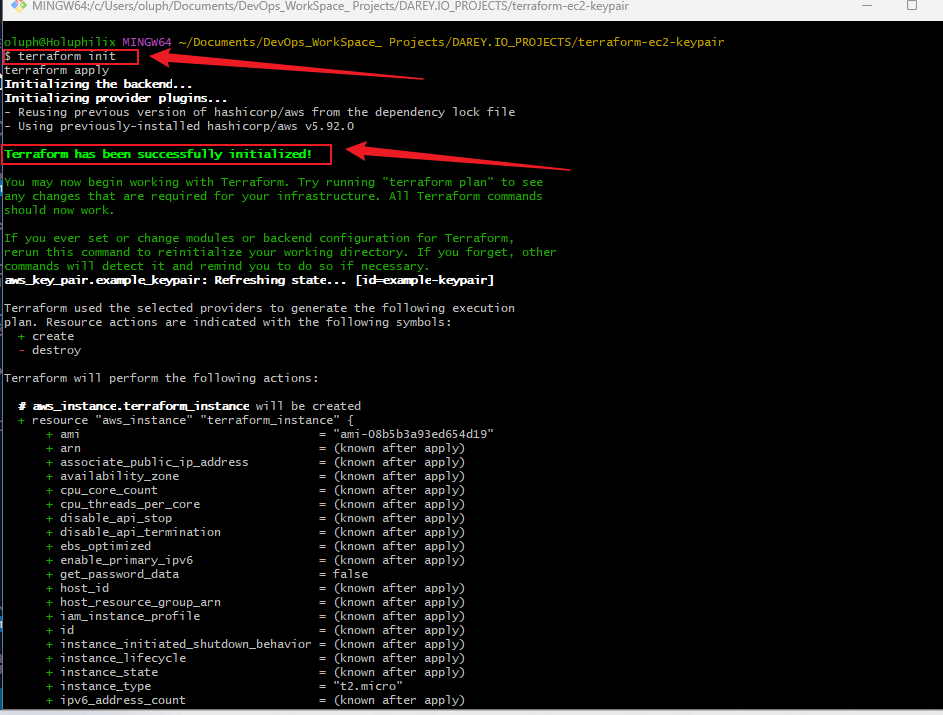 MINGW64:/c/Users/oluph/Documents/DevOps_WorkSpace_ Projects/DAREY.IO_PROJECTS/terraform-ec2-keypair
oluph@Holuphilix MINGW64 ~/Documents/DevOps_WorkSpace_ Projects/DAREY.IO_PROJECTS/terraform-ec2-keypair
$ terraform init
terraform apply
Initializing the backend...
Initializing provider plugins...
- Reusing previous version of hashicorp/aws from the dependency lock file
- Using previously-installed hashicorp/aws v5.92.0
Terraform has been successfully initialized!
You may now begin working with Terraform. Try running "terraform plan" to see
any changes that are required for your infrastructure. All Terraform commands
should now work.
If you ever set or change modules or backend configuration for Terraform,
rerun this command to reinitialize your working directory. If you forget, other
commands will detect it and remind you to do so if necessary.
aws_key_pair.example_keypair: Refreshing state... [id=example-keypair]
Terraform used the selected providers to generate the following execution
plan. Resource actions are indicated with the following symbols:
+ create
- destroy
Terraform will perform the following actions:
# aws_instance.terraform_instance will be created
+ resource "aws_instance" "terraform_instance" {
+ ami = "ami-08b5b3a93ed654d19"
+ arn = (known after apply)
+ associate_public_ip_address = (known after apply)
+ availability_zone = (known after apply)
+ cpu_core_count = (known after apply)
+ cpu_threads_per_core = (known after apply)
+ disable_api_stop = (known after apply)
+ disable_api_termination = (known after apply)
+ ebs_optimized = (known after apply)
+ enable_primary_ipv6 = (known after apply)
+ get_password_data = false
+ host_id = (known after apply)
+ host_resource_group_arn = (known after apply)
+ iam_instance_profile = (known after apply)
+ id = (known after apply)
+ instance_initiated_shutdown_behavior = (known after apply)
+ instance_lifecycle = (known after apply)
+ instance_state = (known after apply)
+ instance_type = "t2.micro"
+ ipv6_address_count = (known after apply)